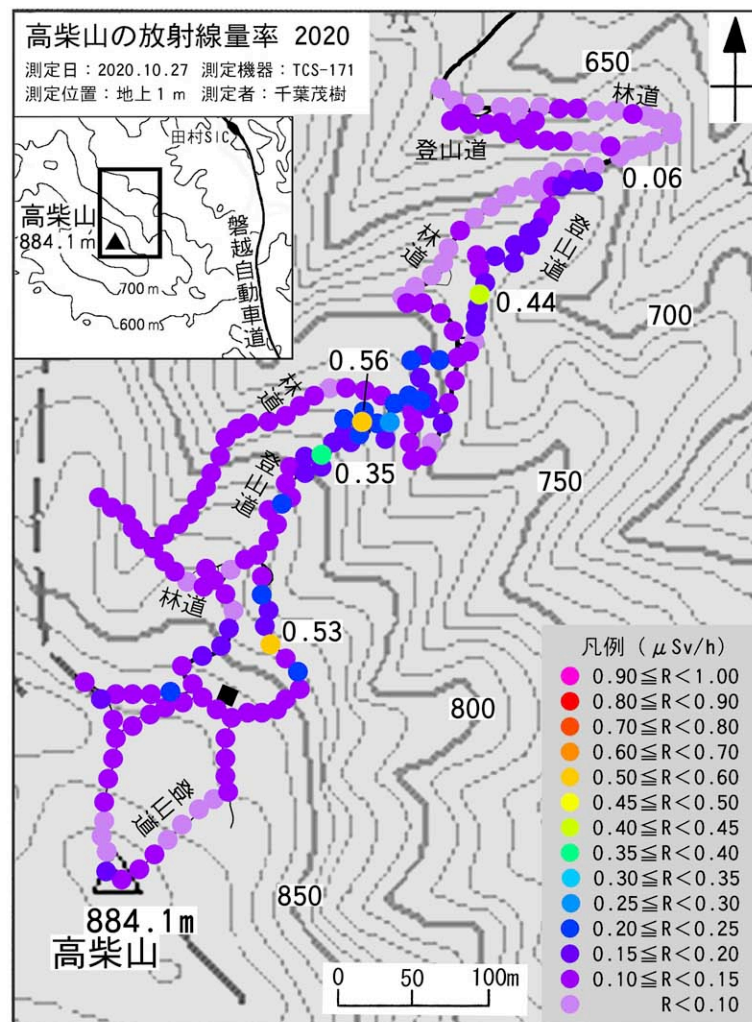 高柴山の放射線量率 2020
測定日：2020.10.27 測定機器：TCS-171
測定位置：地上1m 測定者：千葉茂樹
田村SIC
高柴山
884.1m
700m
600m
磐越自動車道
650
林道
登山道
0.06
林道
登山道
0.44
700
0.56
林道
0.35
登山道
750
林道
0.53
800
登山道
850
884.1m
高柴山
0 50 100m
凡例（μSv/h）
0.90≦R＜1.00
0.80≦R＜0.90
0.70≦R＜0.80
0.60≦R＜0.70
0.50≦R＜0.60
0.45≦R＜0.50
0.40≦R＜0.45
0.35≦R＜0.40
0.30≦R＜0.35
0.25≦R＜0.30
0.20≦R＜0.25
0.15≦R＜0.20
0.10≦R＜0.15
R＜0.10